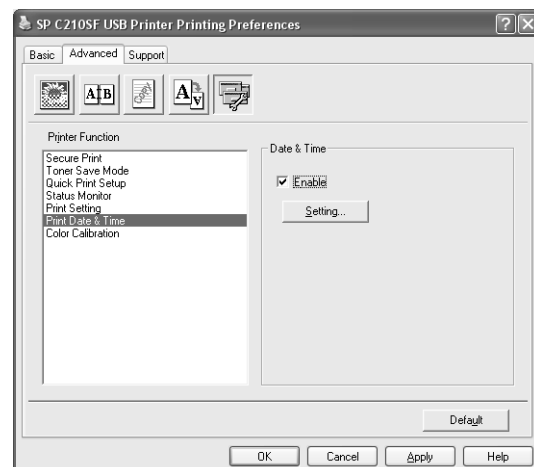 SP C210SF USB Printer Printing Preferences
Basic Advanced Support
A B A A
Printer Function
Secure Print
Toner Save Mode
Quick Print Setup
Status Monitor
Print Setting
Print Date & Time
Color Calibration
Date & Time
Enable
Setting...
Default
OK Cancel Apply Help